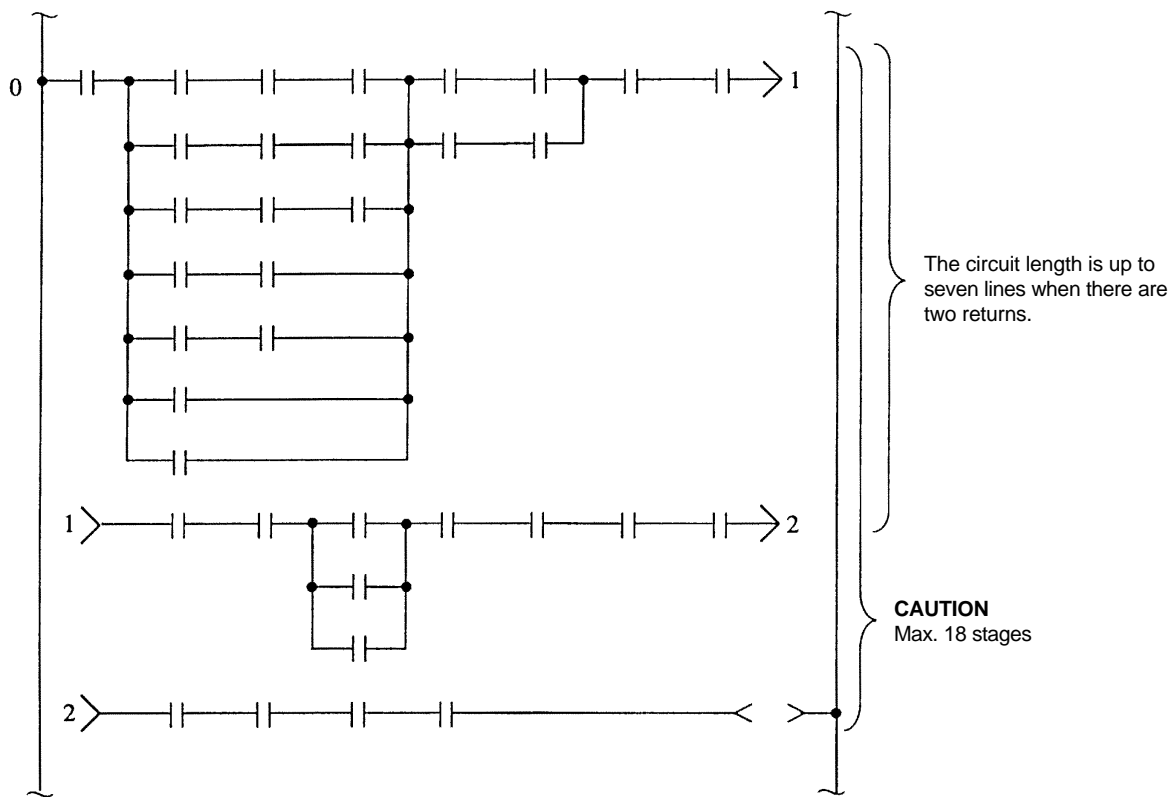 0
1
The circuit length is up to
seven lines when there are
two returns.
1
2
CAUTION
Max. 18 stages
2